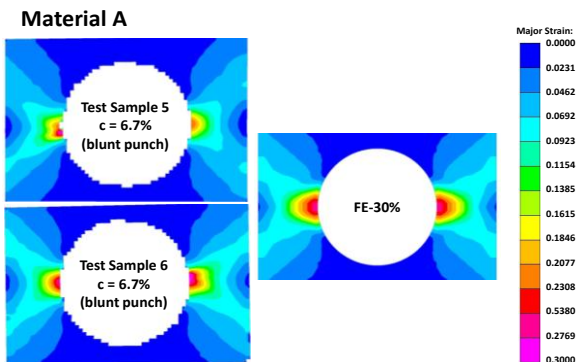 Material A
Test Sample 5
c = 6.7%
(blunt punch)
Test Sample 6
c = 6.7%
(blunt punch)
FE-30%
Major Strain:
0.0000
0.0231
0.0462
0.0692
0.0923
0.1154
0.1385
0.1615
0.1846
0.2077
0.2308
0.5380
0.2769
0.3000